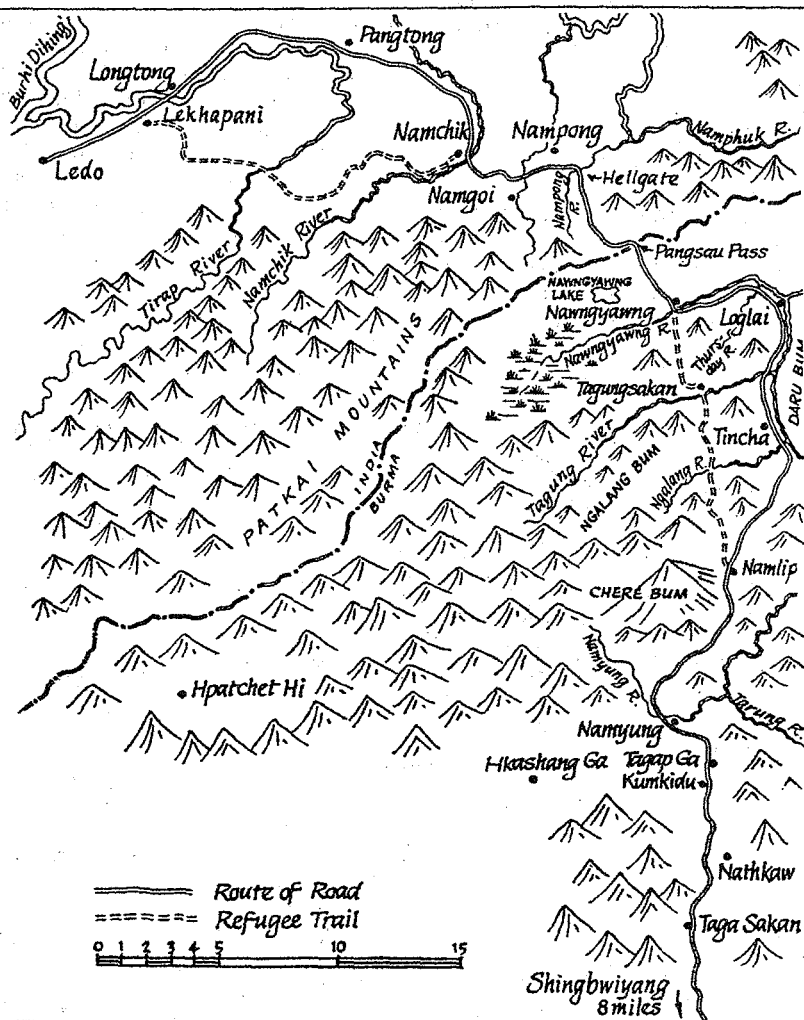 Burhi Dihing
Pangtong
Longtong
Lekhapani
Ledo
Namchik
Nampong
Namphuk R.
Hellgate
Namgoi
Nampong R.
Pangsau Pass
Tirap River
Namchik River
NAWNGYAWNG
LAKE
Nawngyawng
Nawngyawng R.
Loglai
Thurs-
day R.
DARU BUM
Tagungsakan
Tincha
PATKAI MOUNTAINS
INDIA
BURMA
Tagung River
NGALANG BUM
Ngalang R.
Namlip
CHERE BUM
Namyung R.
Hpatchet Hi
Namyung
Tarung R.
Hkashang Ga
Tagap Ga
Kumkidu
Nathkaw
Taga Sakan
Route of Road
Refugee Trail
0 1 2 3 4 5 10 15
Shingbwiyang
8 miles